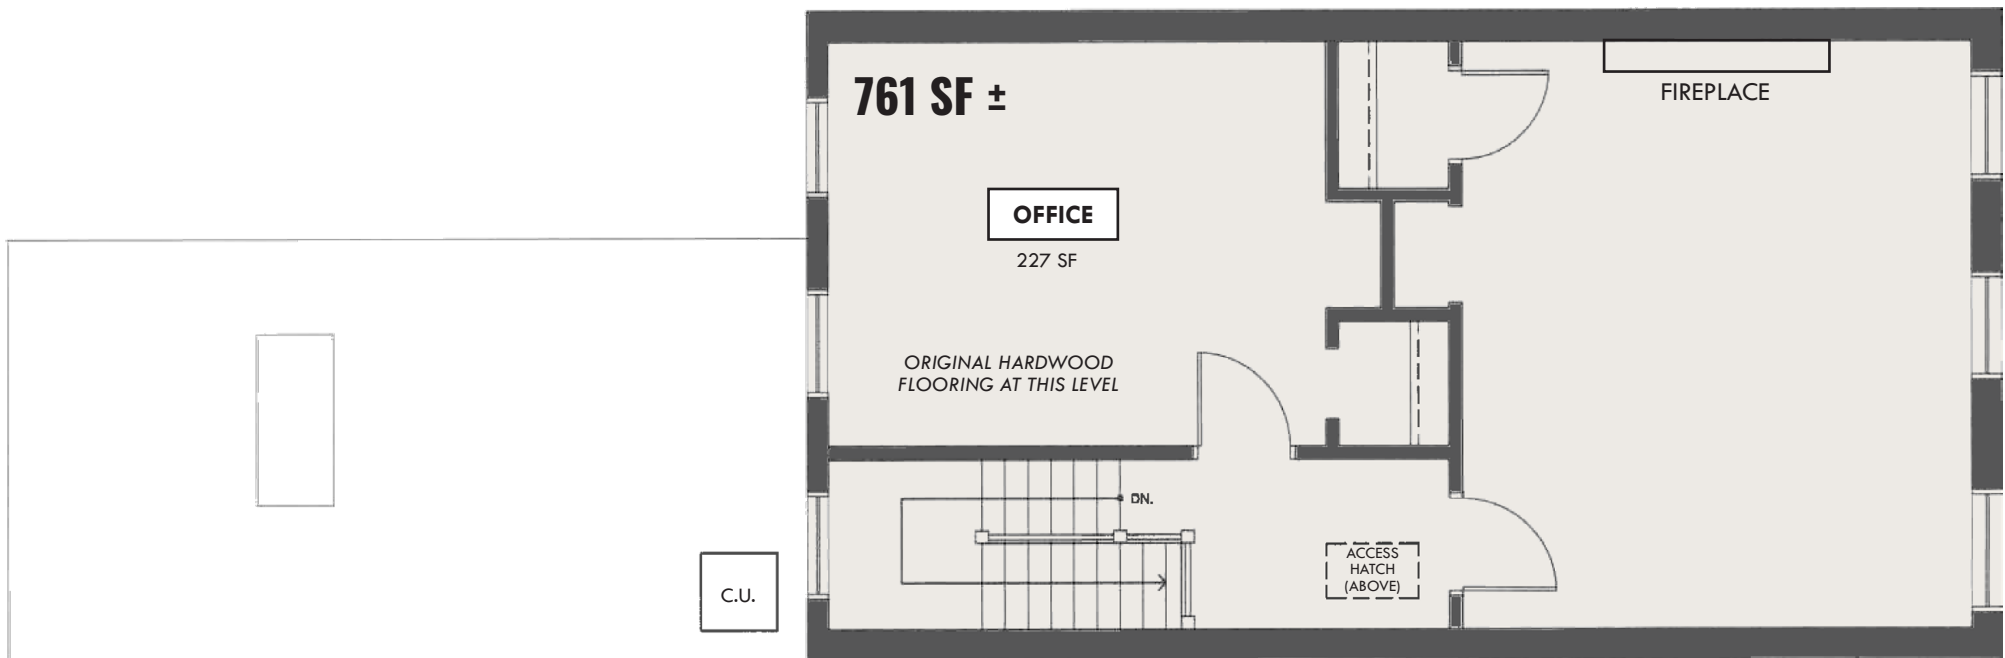 761 SF ±
FIREPLACE
OFFICE
227 SF
ORIGINAL HARDWOOD
FLOORING AT THIS LEVEL
DN.
ACCESS
HATCH
(ABOVE)
C.U.